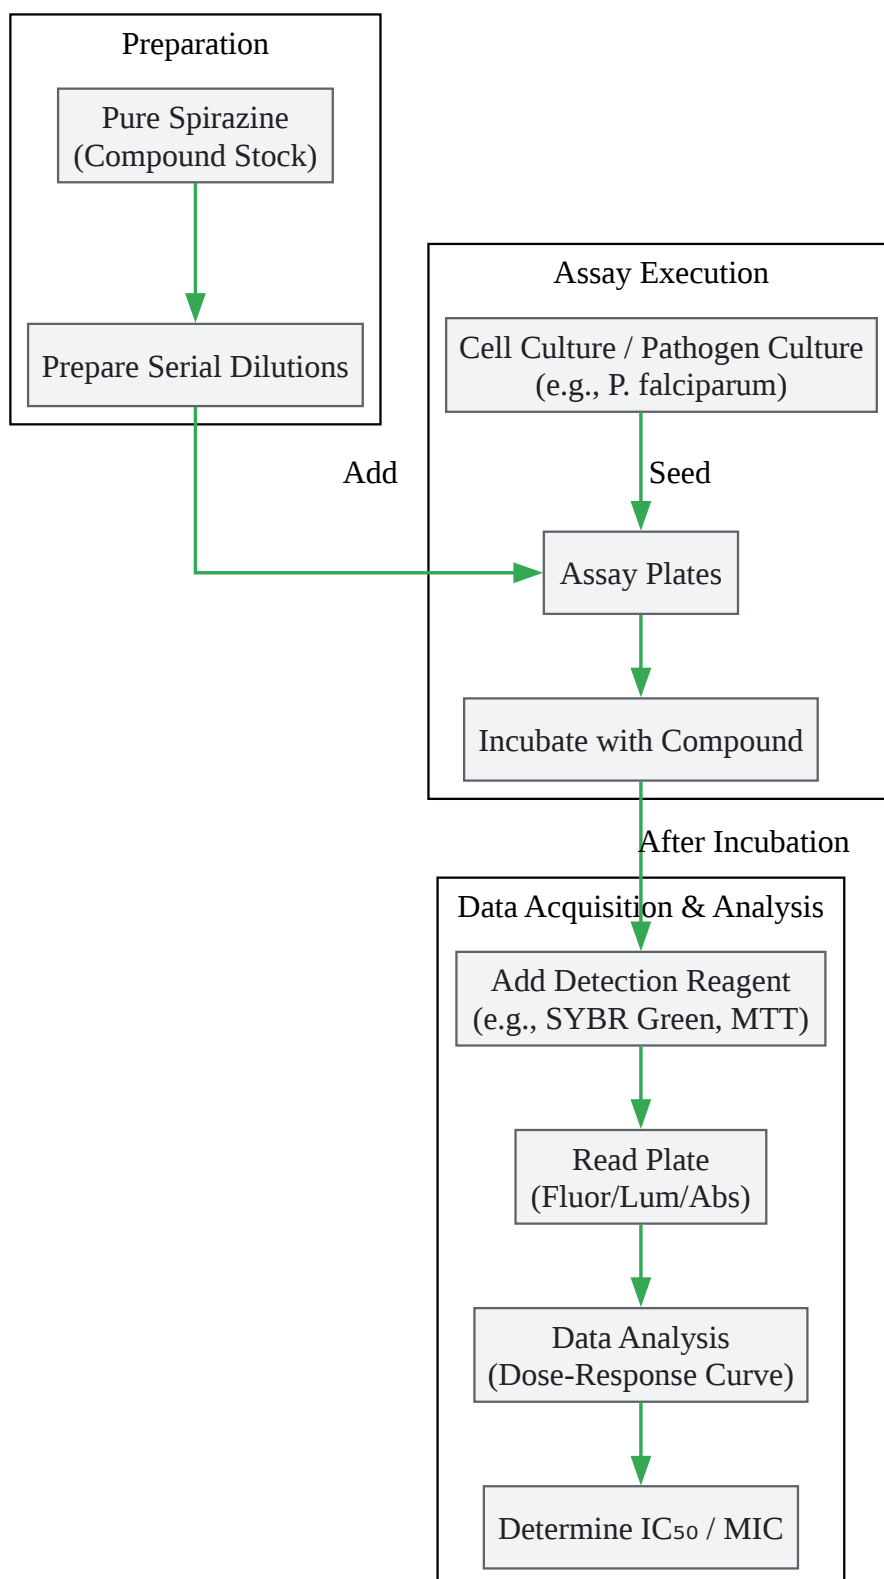 Preparation
Pure Spirazine
(Compound Stock)
Prepare Serial Dilutions
Add
Assay Execution
Cell Culture / Pathogen Culture
(e.g., P. falciparum)
Seed
Assay Plates
Incubate with Compound
After Incubation
Data Acquisition & Analysis
Add Detection Reagent
(e.g., SYBR Green, MTT)
Read Plate
(Fluor/Lum/Abs)
Data Analysis
(Dose-Response Curve)
Determine IC₅₀ / MIC